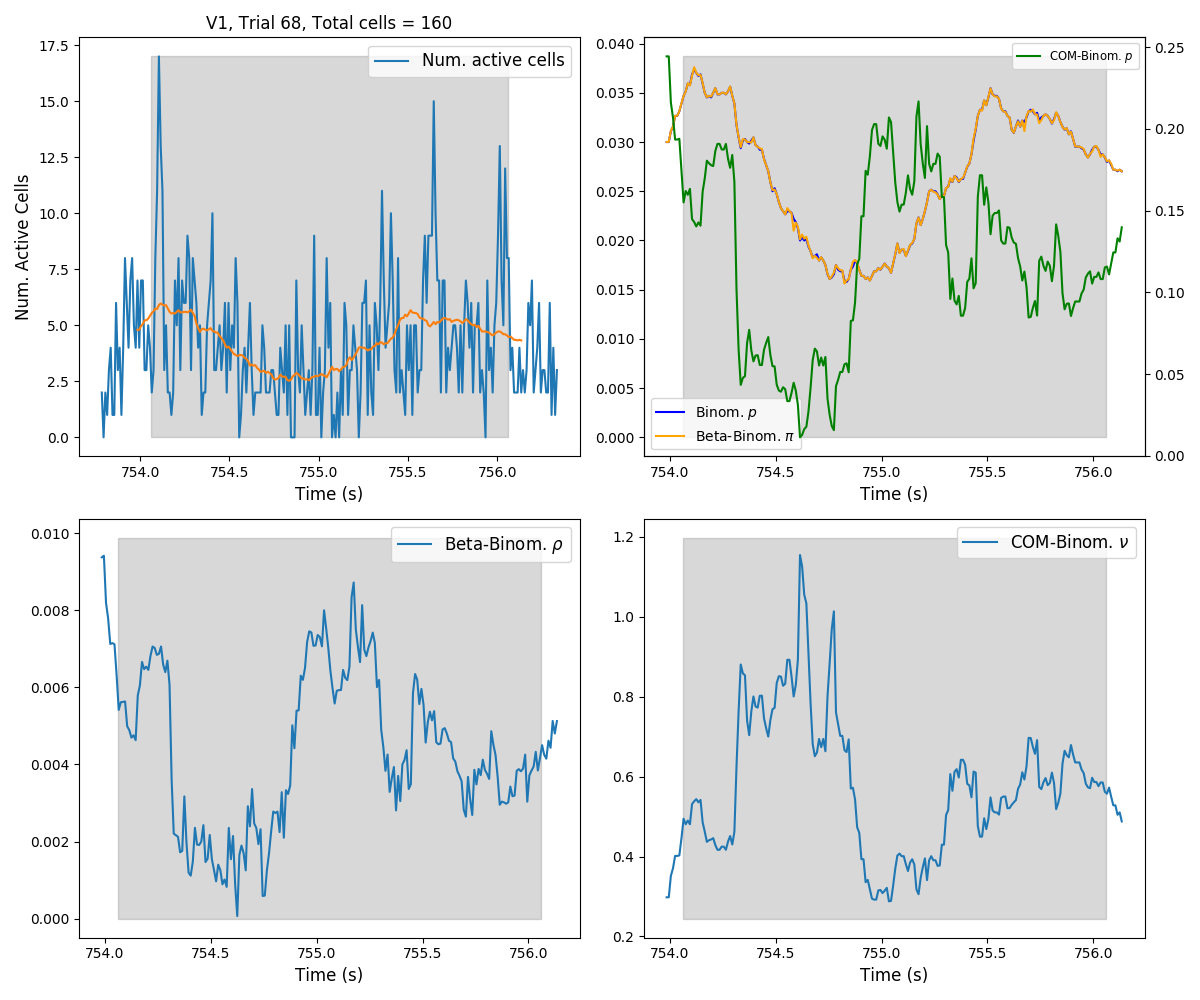 V1, Trial 68, Total cells = 160
Num. active cells
17.5
15.0
12.5
10.0
7.5
5.0
2.5
0.0
Num. Active Cells
754.0 754.5 755.0 755.5 756.0
Time (s)
COM-Binom. p
0.040
0.035
0.030
0.025
0.020
0.015
0.010
0.005
0.000
0.25
0.20
0.15
0.10
0.05
0.00
Binom. p
Beta-Binom. π
754.0 754.5 755.0 755.5 756.0
Time (s)
Beta-Binom. ρ
0.010
0.008
0.006
0.004
0.002
0.000
754.0 754.5 755.0 755.5 756.0
Time (s)
COM-Binom. ν
1.2
1.0
0.8
0.6
0.4
0.2
754.0 754.5 755.0 755.5 756.0
Time (s)